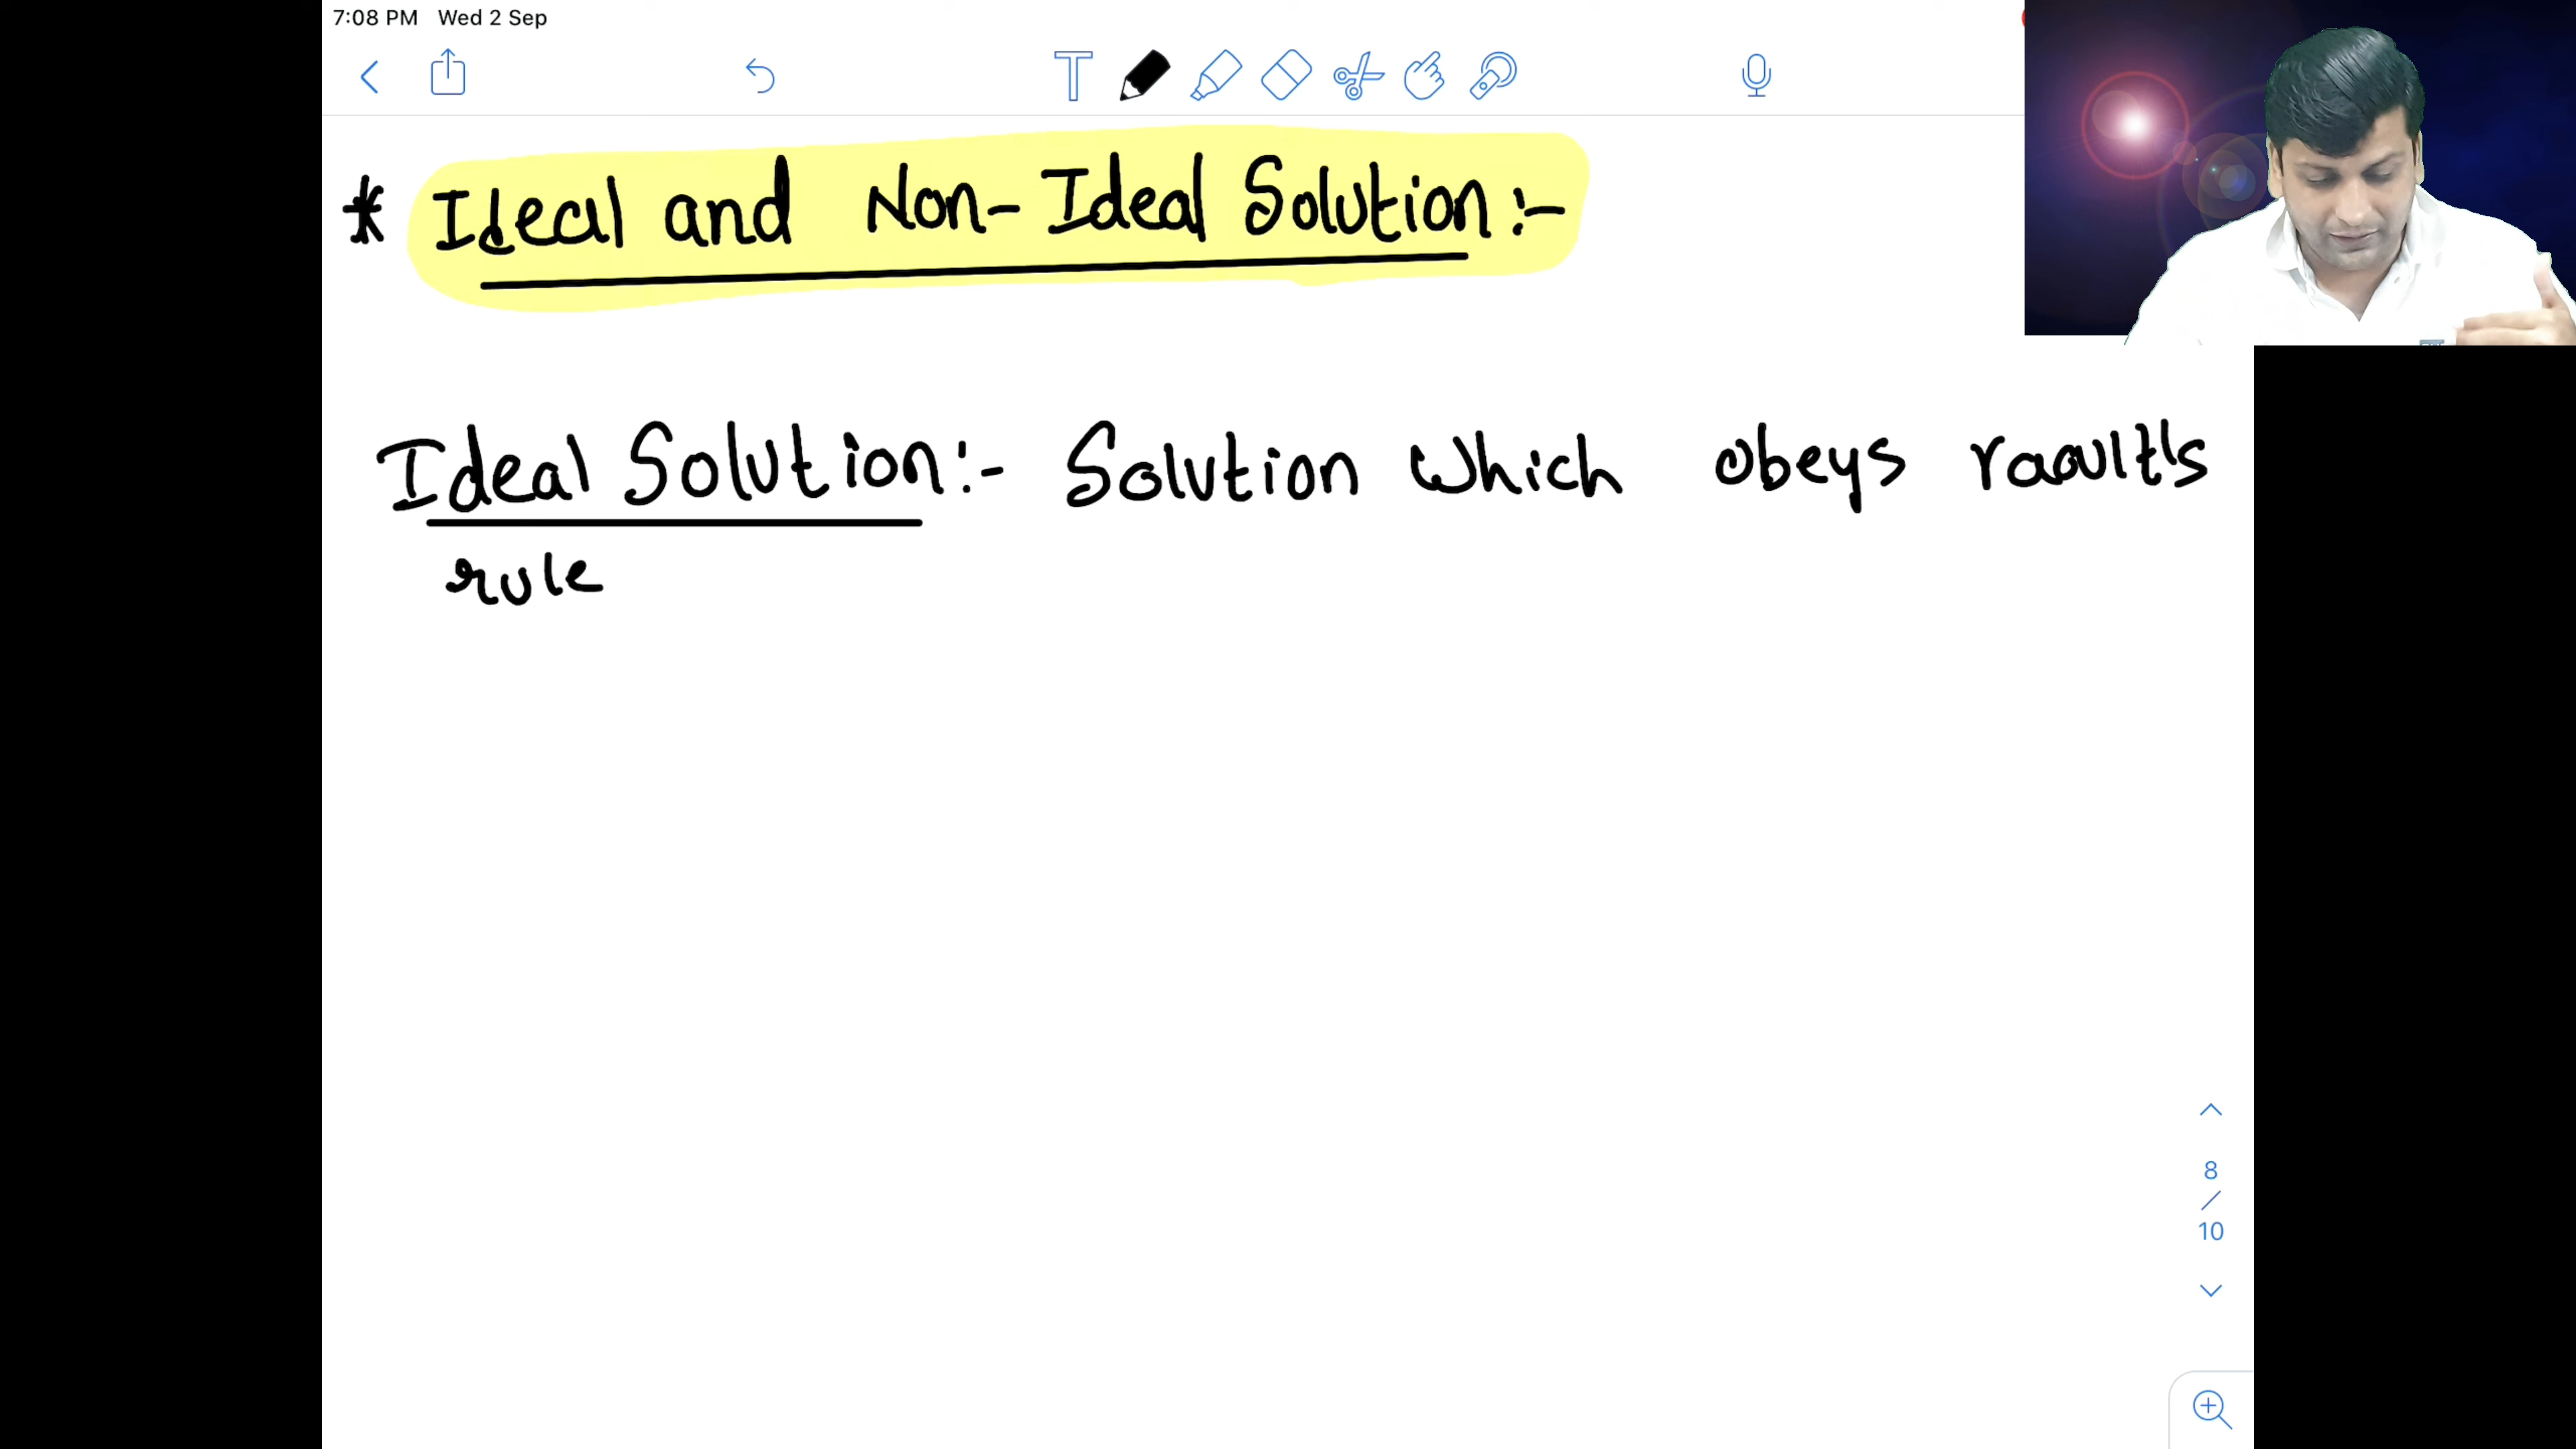 7:08 PM Wed 2 Sep
* Ideal and Non-Ideal Solution:-
Ideal Solution:- Solution which obeys raoult's
rule
8
/
10